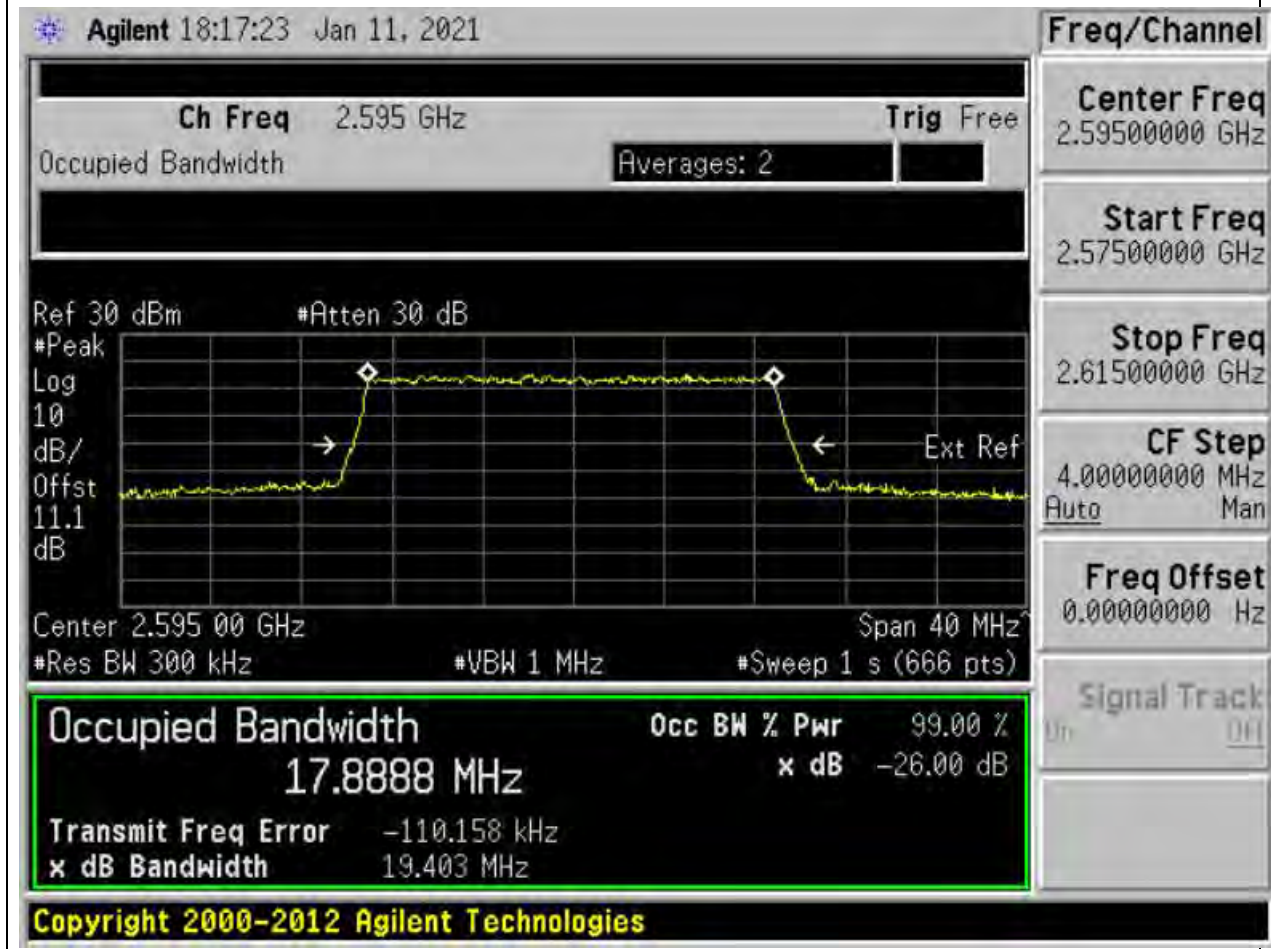 Agilent 18:17:23 Jan 11, 2021
Ch Freq 2.595 GHz Trig Free
Occupied Bandwidth Averages: 2
Ref 30 dBm #Atten 30 dB
#Peak
Log
10
dB/
Offst
11.1
dB
Ext Ref
Center 2.595 00 GHz Span 40 MHz^
#Res BW 300 kHz #VBW 1 MHz #Sweep 1 s (666 pts)
Occupied Bandwidth
17.8888 MHz
Occ BW % Pwr 99.00 %
x dB -26.00 dB
Transmit Freq Error -110.158 kHz
x dB Bandwidth 19.403 MHz
Copyright 2000-2012 Agilent Technologies
Freq/Channel
Center Freq
2.59500000 GHz
Start Freq
2.57500000 GHz
Stop Freq
2.61500000 GHz
CF Step
4.00000000 MHz
Auto Man
Freq Offset
0.00000000 Hz
Signal Track
On Off